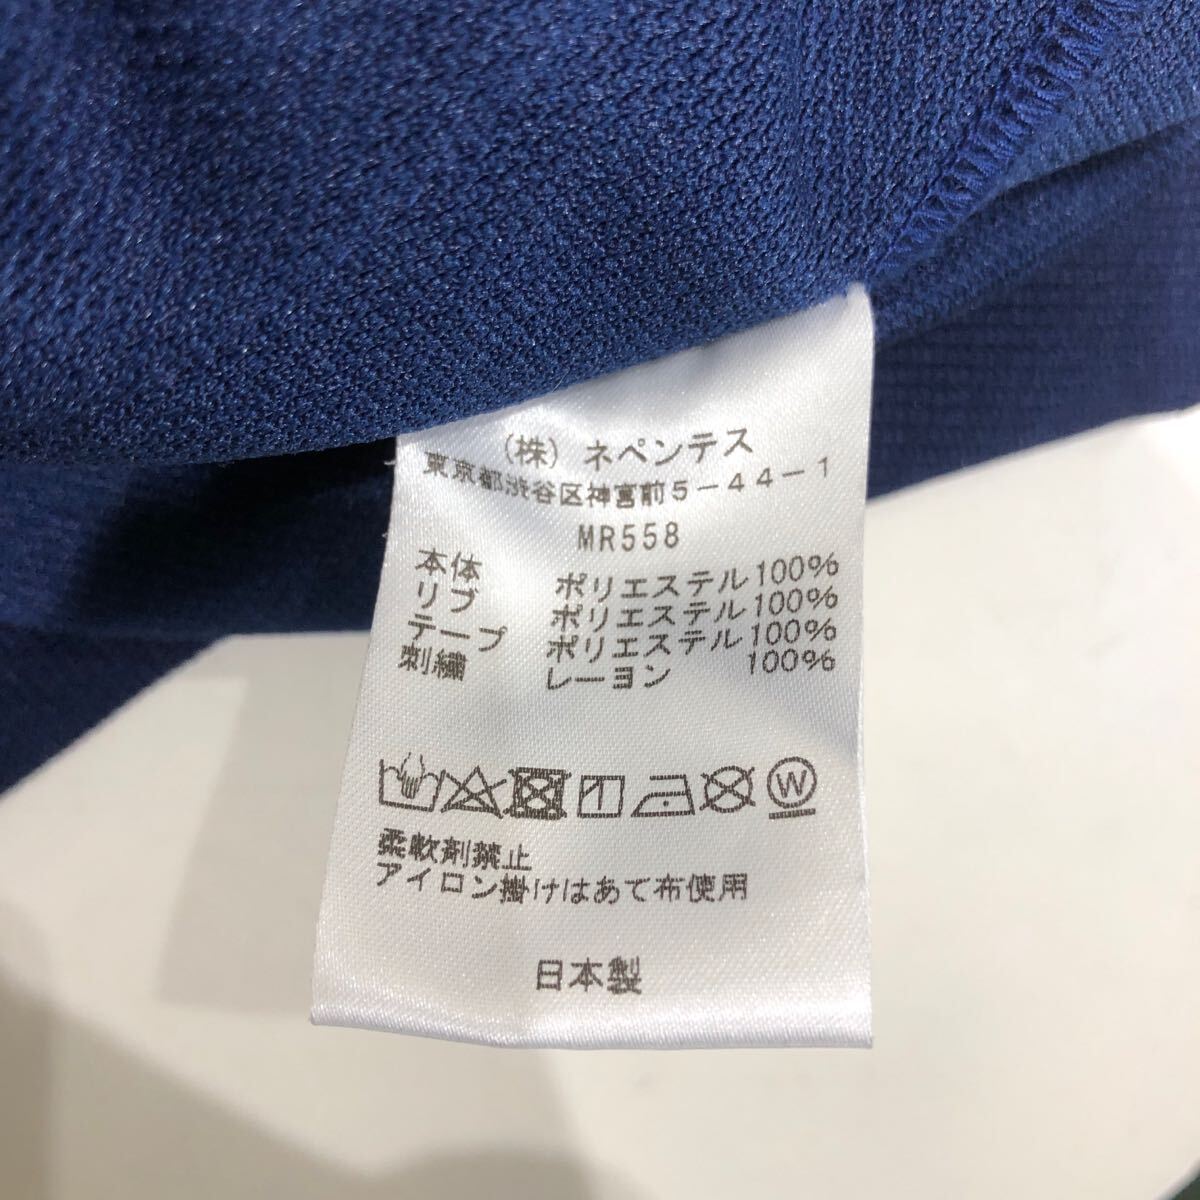 (株) ネペンテス
東京都渋谷区神宮前5-44-1
MR558
本体 ポリエステル100%
リブ ポリエステル100%
テープ ポリエステル100%
刺繍 レーヨン 100%
W
柔軟剤禁止
アイロン掛けはあて布使用
日本製